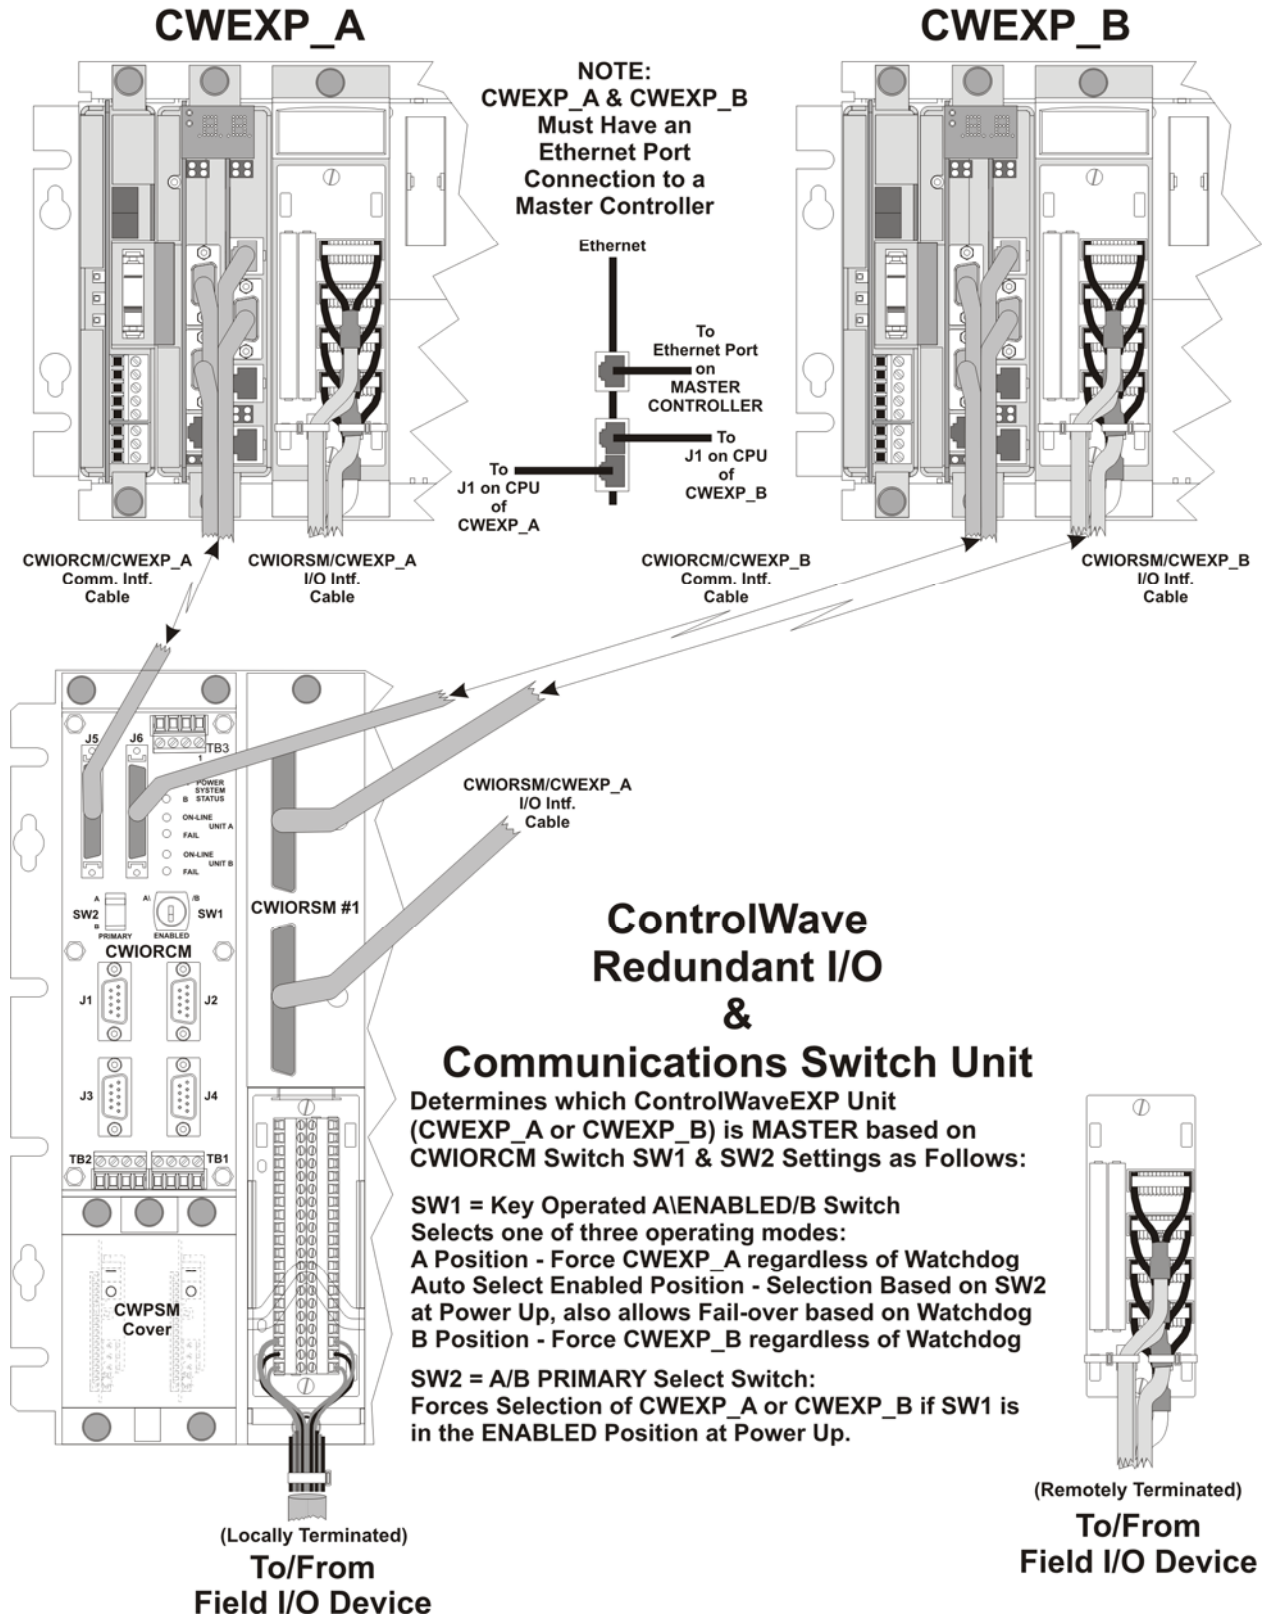 CWEXP_A
CWEXP_B
NOTE:
CWEXP_A & CWEXP_B
Must Have an
Ethernet Port
Connection to a
Master Controller
Ethernet
To
Ethernet Port
on
MASTER
CONTROLLER
To
J1 on CPU
of
CWEXP_B
To
J1 on CPU
of
CWEXP_A
CWIORCM/CWEXP_A
Comm. Intf.
Cable
CWIORSM/CWEXP_A
I/O Intf.
Cable
CWIORCM/CWEXP_B
Comm. Intf.
Cable
CWIORSM/CWEXP_B
I/O Intf.
Cable
J5
J6
TB3
1
POWER
SYSTEM
B STATUS
ON-LINE
UNIT A
FAIL
ON-LINE
UNIT B
FAIL
A
SW2
B
PRIMARY
A\ /B
SW1
ENABLED
CWIORCM
CWIORSM #1
CWIORSM/CWEXP_A
I/O Intf.
Cable
J1
J2
J3
J4
TB2
TB1
CWPSM
Cover
ControlWave
Redundant I/O
&
Communications Switch Unit
Determines which ControlWaveEXP Unit
(CWEXP_A or CWEXP_B) is MASTER based on
CWIORCM Switch SW1 & SW2 Settings as Follows:
SW1 = Key Operated A\ENABLED/B Switch
Selects one of three operating modes:
A Position - Force CWEXP_A regardless of Watchdog
Auto Select Enabled Position - Selection Based on SW2
at Power Up, also allows Fail-over based on Watchdog
B Position - Force CWEXP_B regardless of Watchdog
SW2 = A/B PRIMARY Select Switch:
Forces Selection of CWEXP_A or CWEXP_B if SW1 is
in the ENABLED Position at Power Up.
(Locally Terminated)
To/From
Field I/O Device
(Remotely Terminated)
To/From
Field I/O Device